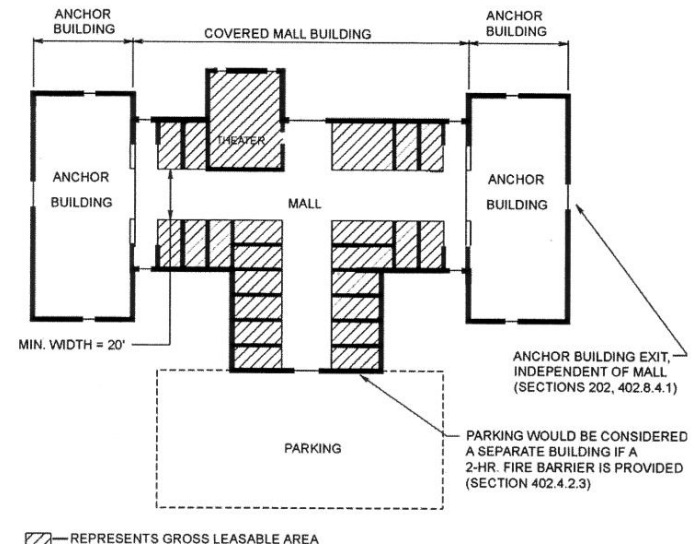 ANCHOR
BUILDING
COVERED MALL BUILDING
ANCHOR
BUILDING
THEATER
ANCHOR
BUILDING
MALL
ANCHOR
BUILDING
MIN. WIDTH = 20'
ANCHOR BUILDING EXIT,
INDEPENDENT OF MALL
(SECTIONS 202, 402.8.4.1)
PARKING
PARKING WOULD BE CONSIDERED
A SEPARATE BUILDING IF A
2-HR. FIRE BARRIER IS PROVIDED
(SECTION 402.4.2.3)
REPRESENTS GROSS LEASABLE AREA